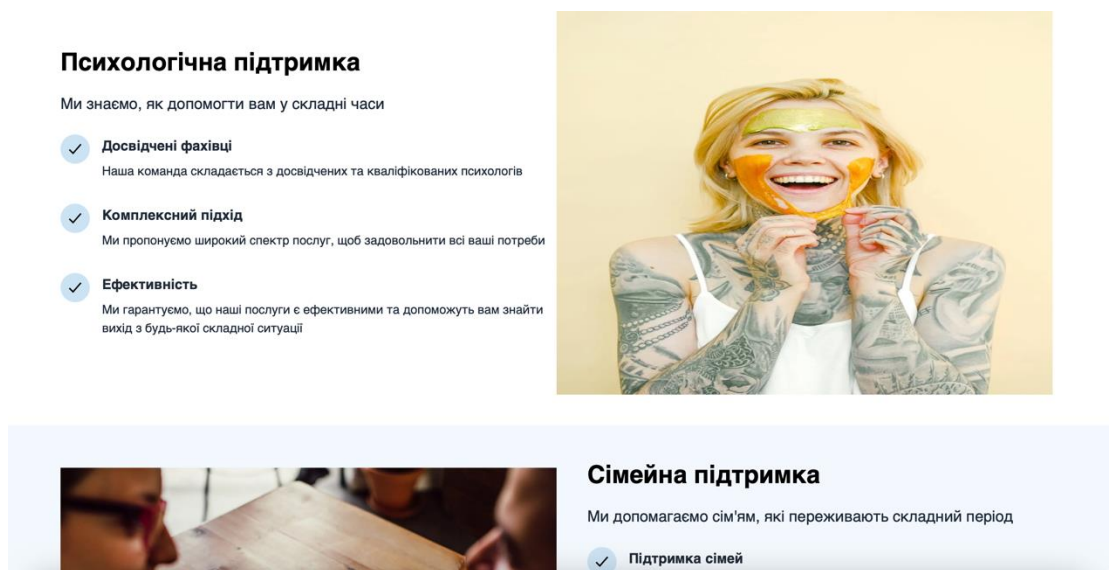 Психологічна підтримка
Ми знаємо, як допомогти вам у складні часи
Досвідчені фахівці
Наша команда складається з досвідчених та кваліфікованих психологів
Комплексний підхід
Ми пропонуємо широкий спектр послуг, щоб задовольнити всі ваші потреби
Ефективність
Ми гарантуємо, що наші послуги є ефективними та допоможуть вам знайти
вихід з будь-якої складної ситуації
Сімейна підтримка
Ми допомагаємо сім'ям, які переживають складний період
Підтримка сімей